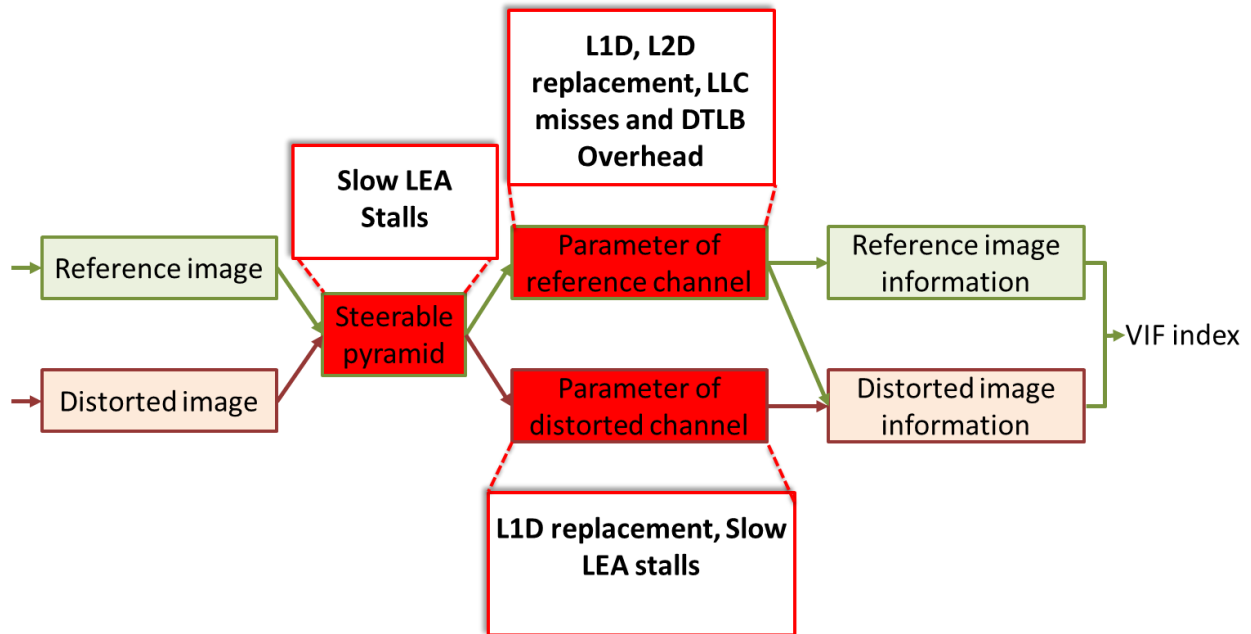 L1D, L2D
replacement, LLC
misses and DTLB
Overhead
Slow LEA
Stalls
Reference image
Parameter of
reference channel
Reference image
information
Steerable
pyramid
VIF index
Distorted image
Parameter of
distorted channel
Distorted image
information
L1D replacement, Slow
LEA stalls